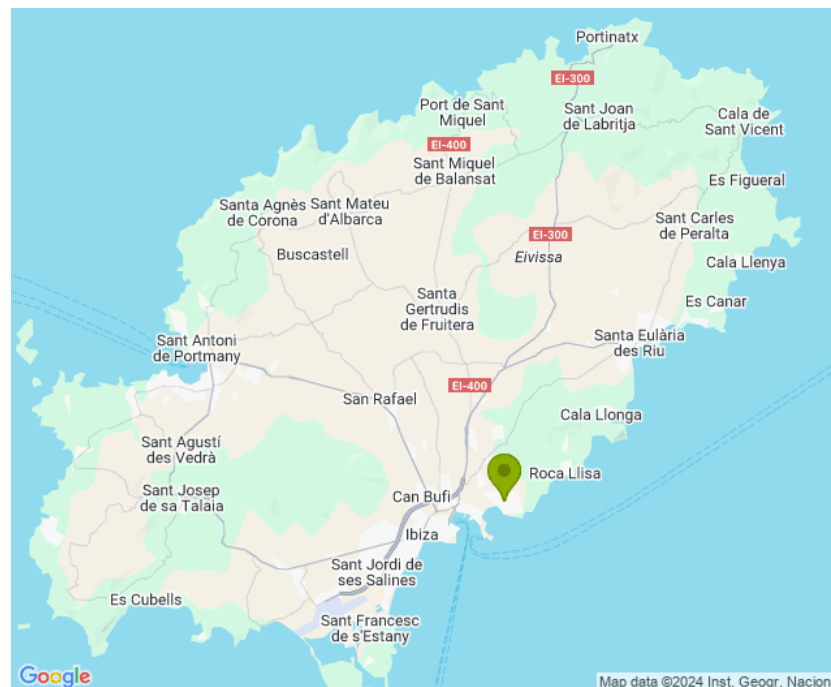 Portinatx
EI-300
Port de Sant
Miquel
Sant Joan
de Labritja
Cala de
Sant Vicent
EI-400
Sant Miquel
de Balansat
Es Figueral
Santa Agnès
de Corona
Sant Mateu
d'Albarca
Sant Carles
de Peralta
EI-300
Buscastell
Eivissa
Cala Llenya
Santa
Gertrudis
de Fruitera
Es Canar
Sant Antoni
de Portmany
Santa Eulària
des Riu
EI-400
San Rafael
Cala Llonga
Sant Agustí
des Vedrà
Roca Llisa
Sant Josep
de sa Talaia
Can Bufi
Ibiza
Sant Jordi de
ses Salines
Es Cubells
Sant Francesc
de s'Estany
Google
Map data ©2024 Inst. Geogr. Nacion